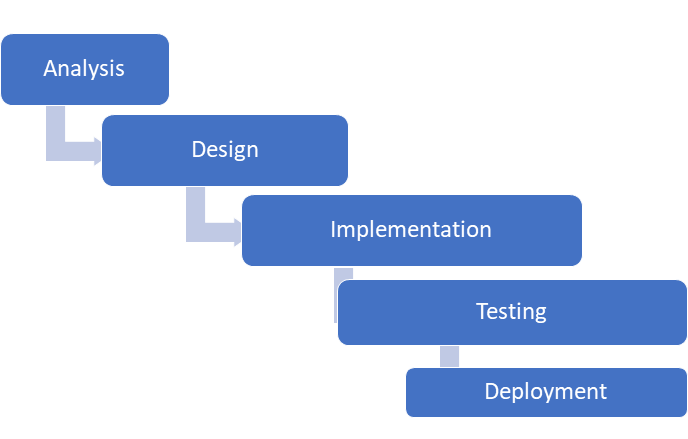 Analysis
Design
Implementation
Testing
Deployment